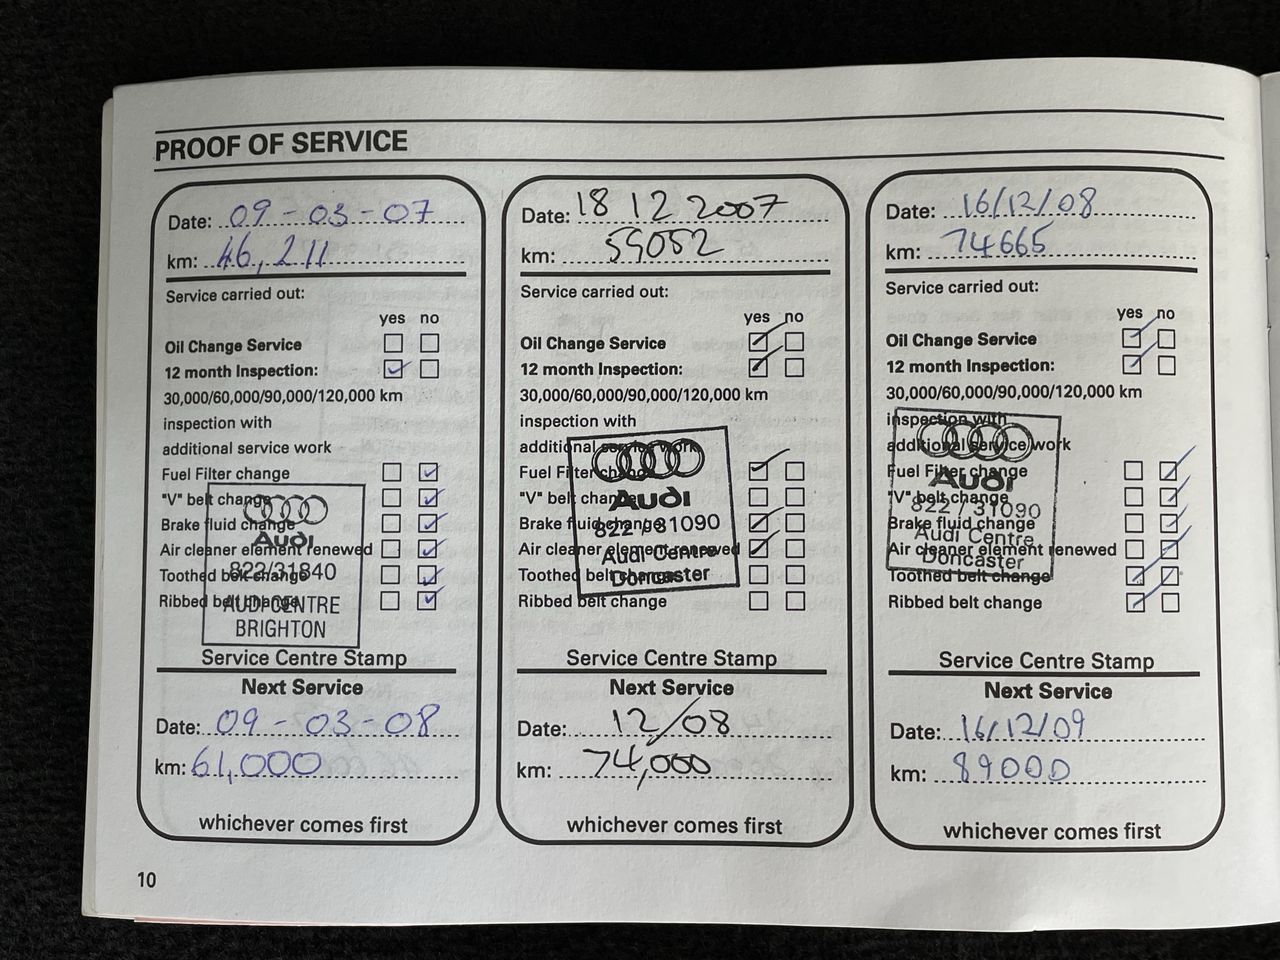 PROOF OF SERVICE
Date: 09-03-07
km: 46,211
Service carried out:
yes no
Oil Change Service
12 month Inspection:
30,000/60,000/90,000/120,000 km
inspection with
additional service work
Fuel Filter change
"V" belt change
Brake fluid change
Air cleaner element renewed
Toothed belt change
Ribbed belt change
Audi
822/31840
AUDI CENTRE
BRIGHTON
Service Centre Stamp
Next Service
Date: 09-03-08
km: 61,000
whichever comes first
Date: 18 12 2007
km: 59052
Service carried out:
yes no
Oil Change Service
12 month Inspection:
30,000/60,000/90,000/120,000 km
inspection with
additional service work
Fuel Filter change
"V" belt change
Brake fluid change
Air cleaner element renewed
Toothed belt change
Ribbed belt change
Audi
822 / 31090
Audi Centre
Doncaster
Service Centre Stamp
Next Service
Date: 12/08
km: 74,000
whichever comes first
Date: 16/12/08
km: 74665
Service carried out:
yes no
Oil Change Service
12 month Inspection:
30,000/60,000/90,000/120,000 km
inspection with
additional service work
Fuel Filter change
"V" belt change
Brake fluid change
Air cleaner element renewed
Toothed belt change
Ribbed belt change
Audi
822 / 31090
Audi Centre
Doncaster
Service Centre Stamp
Next Service
Date: 16/12/09
km: 89000
whichever comes first
10